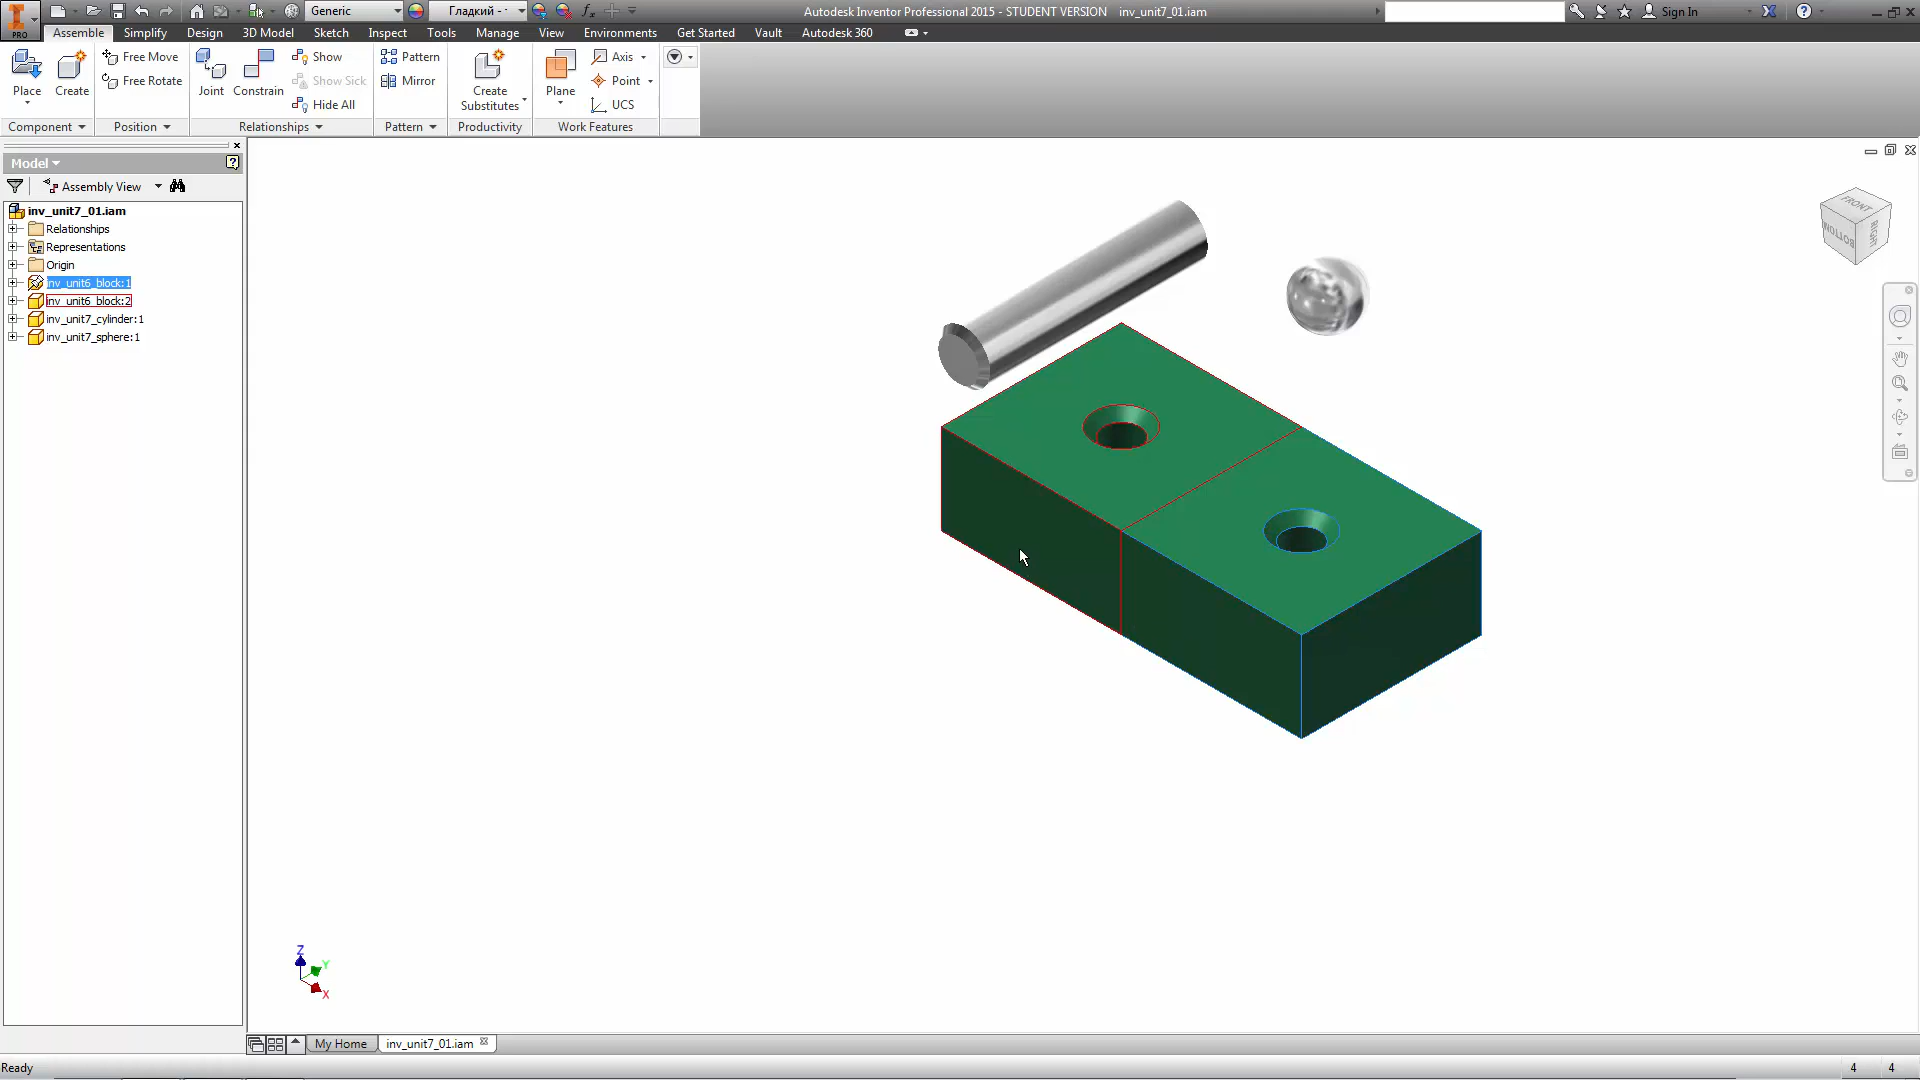 Generic
Гладкий -
Autodesk Inventor Professional 2015 - STUDENT VERSION inv_unit7_01.iam
Sign In
PRO
Assemble Simplify Design 3D Model Sketch Inspect Tools Manage View Environments Get Started Vault Autodesk 360
Place
Create
Free Move
Free Rotate
Joint
Constrain
Show
Show Sick
Hide All
Pattern
Mirror
Create
Substitutes
Plane
Axis
Point
UCS
Component
Position
Relationships
Pattern
Productivity
Work Features
Model
Assembly View
inv_unit7_01.iam
Relationships
Representations
Origin
inv_unit6_block:1
inv_unit6_block:2
inv_unit7_cylinder:1
inv_unit7_sphere:1
FRONT
BOTTOM
RIGHT
Z
Y
X
My Home
inv_unit7_01.iam
Ready
4 4